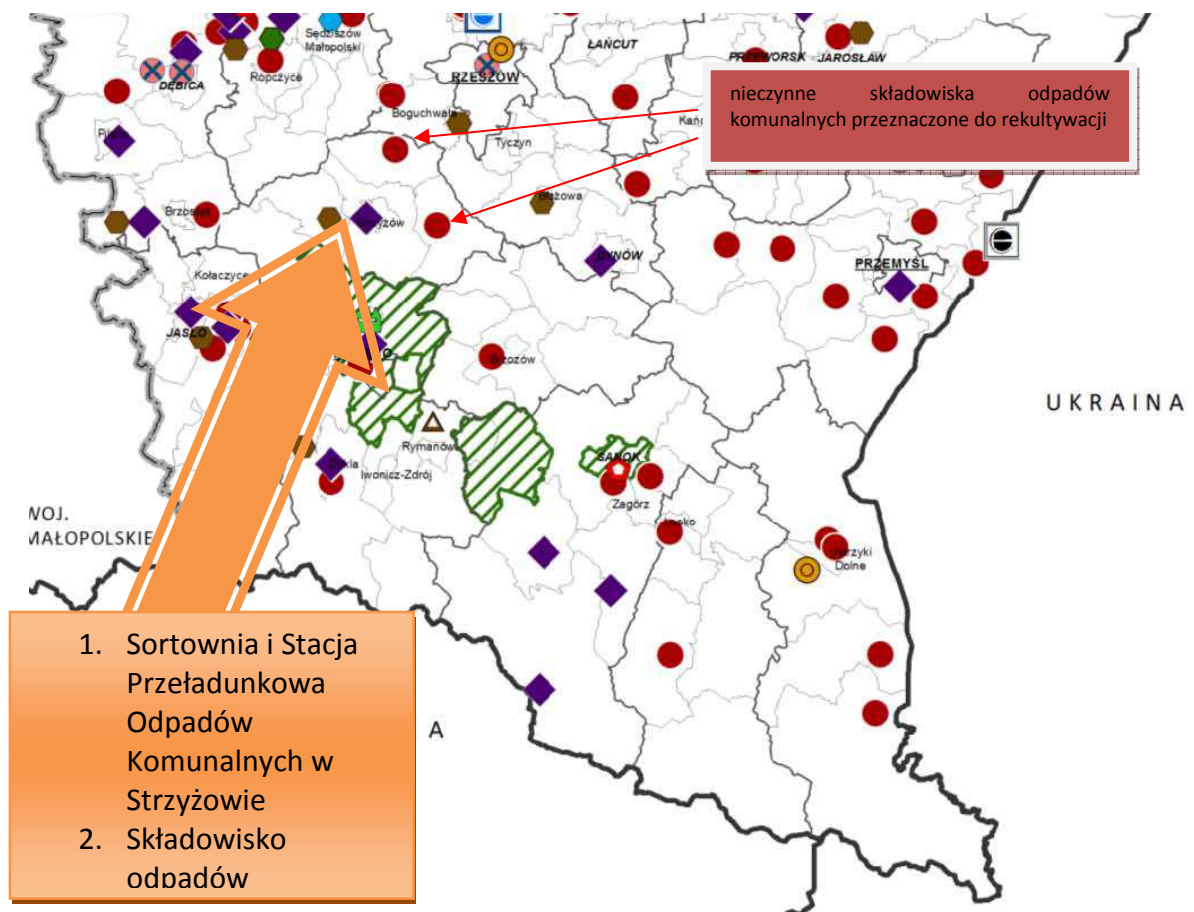 Sędziszów
Małopolski
ŁAŃCUT
PRZEWORSK JAROSŁAW
RZESZÓW
DĘBICA
Ropczyce
nieczynne składowiska odpadów
komunalnych przeznaczone do rekultywacji
Boguchwała
Tyczyn
Błażowa
Brzostek
DYNÓW
PRZEMYŚL
Kołaczyce
JASŁO
Brzozów
UKRAINA
Rymanów
Iwonicz-Zdrój
SANOK
Zagórz
Lesko
Ustrzyki
Dolne
WOJ.
MAŁOPOLSKIE
A
1. Sortownia i Stacja
Przeładunkowa
Odpadów
Komunalnych w
Strzyżowie
2. Składowisko
odpadów